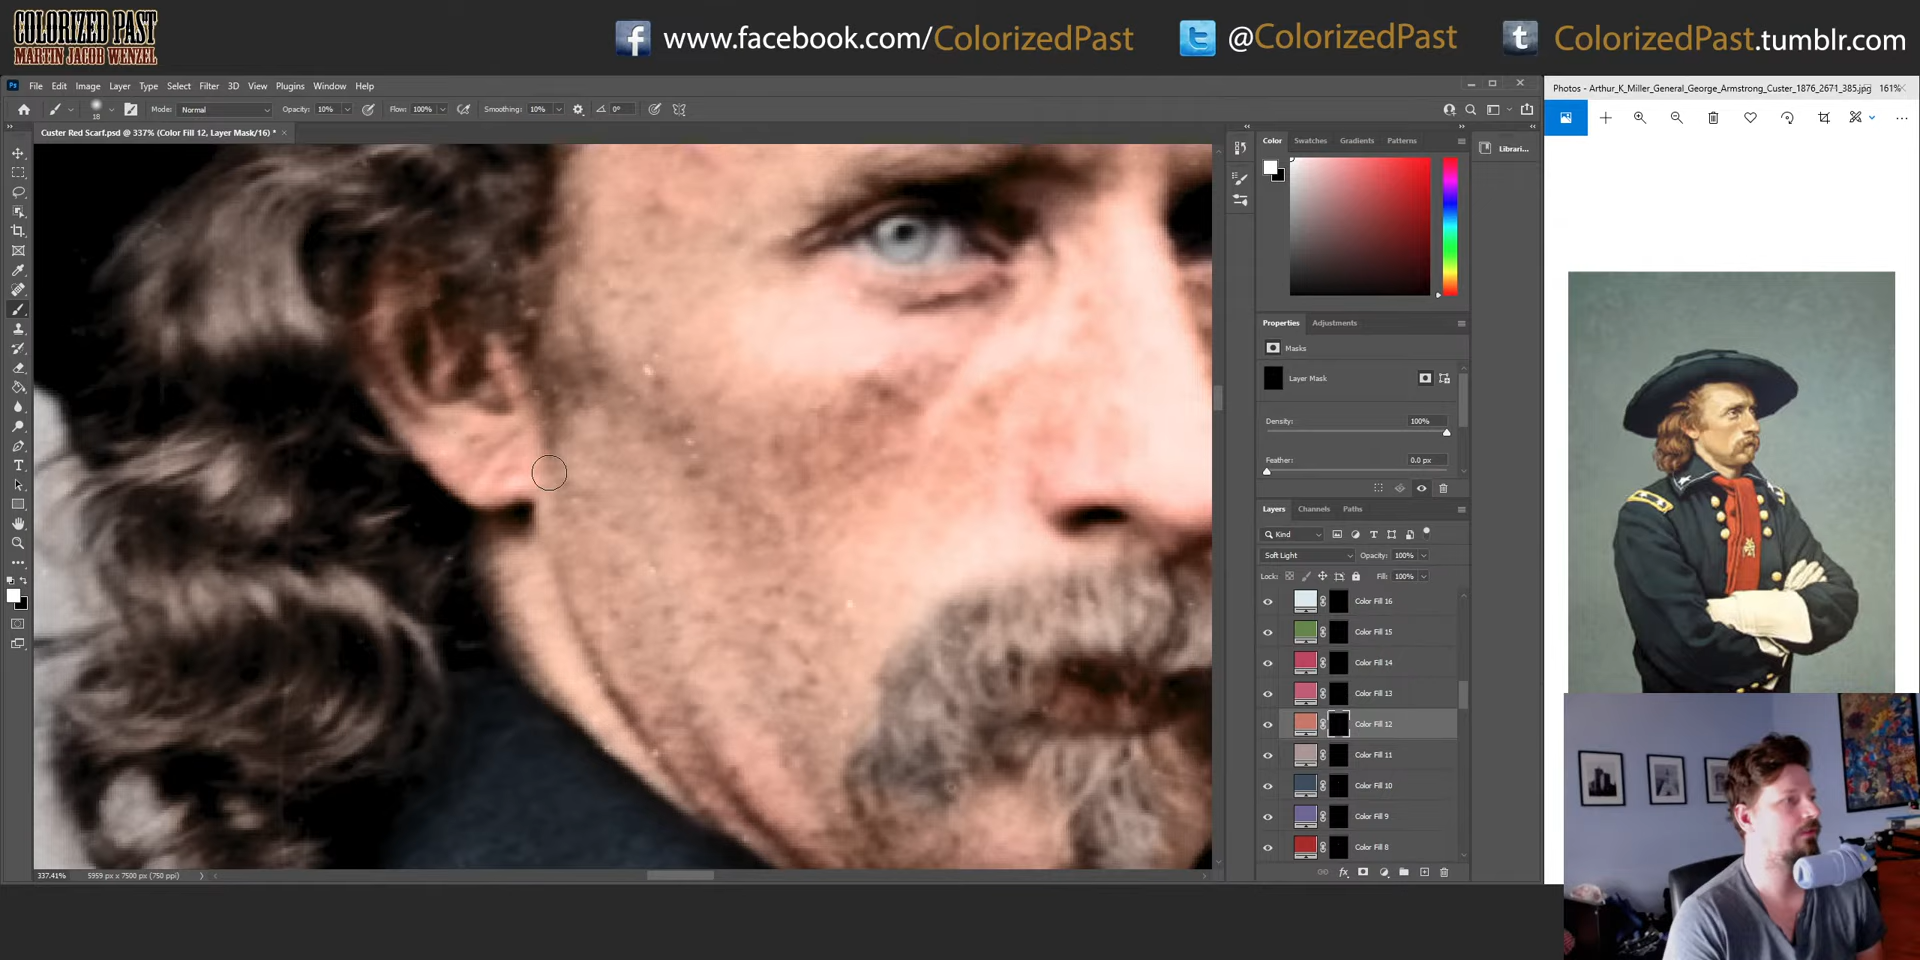 COLORIZED PAST
MARTIN JACOB WENZEL
www.facebook.com/ColorizedPast
@ColorizedPast
ColorizedPast.tumblr.com
Ps File Edit Image Layer Type Select Filter 3D View Plugins Window Help
18 Mode: Normal Opacity: 10% Flow: 100% Smoothing: 10% 0°
Custer Red Scarf.psd @ 337% (Color Fill 12, Layer Mask/16) *
Color Swatches Gradients Patterns
Librari...
Properties Adjustments
Masks
Layer Mask
Density: 100%
Feather: 0.0 px
Layers Channels Paths
Kind
Soft Light Opacity: 100%
Lock: Fill: 100%
Color Fill 16
Color Fill 15
Color Fill 14
Color Fill 13
Color Fill 12
Color Fill 11
Color Fill 10
Color Fill 9
Color Fill 8
337.41% 5959 px x 7500 px (750 ppi)
Photos - Arthur_K_Miller_General_George_Armstrong_Custer_1876_2671_385.jpg 161%